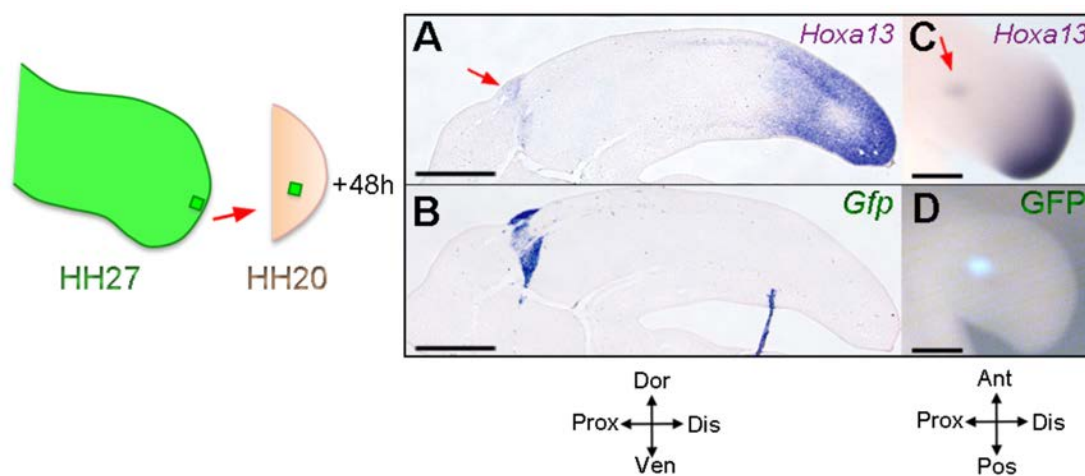 HH27
HH20
+48h
A
Hoxa13
C
Hoxa13
B
Gfp
D
GFP
Dor
Prox
Dis
Ven
Ant
Prox
Dis
Pos